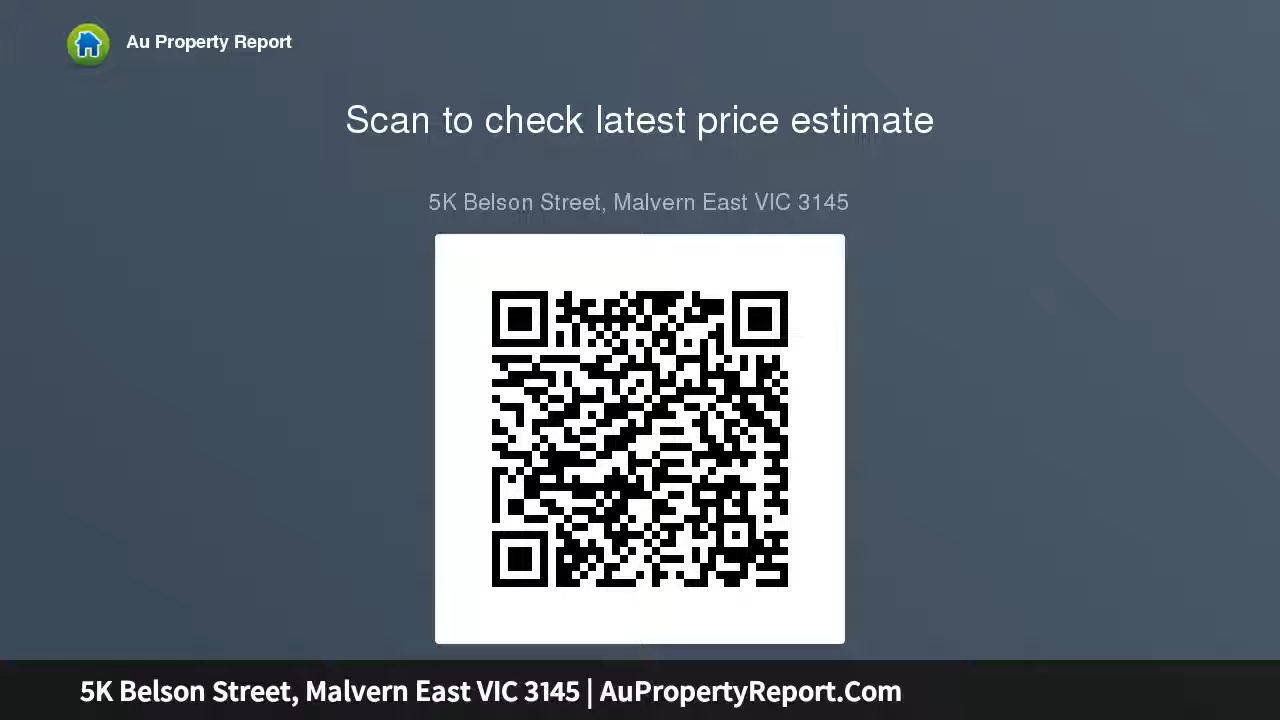 Au Property Report
Scan to check latest price estimate
5K Belson Street, Malvern East VIC 3145
5K Belson Street, Malvern East VIC 3145 | AuPropertyReport.Com